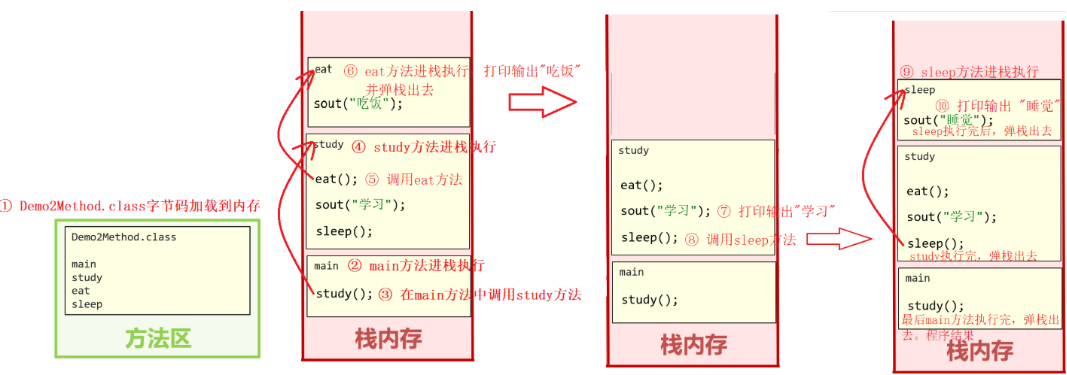 ① Demo2Method.class字节码加载到内存
Demo2Method.class
main
study
eat
sleep
方法区
eat ⑥ eat方法进栈执行 打印输出"吃饭"
并弹栈出去
sout("吃饭");
study ④ study方法进栈执行
eat(); ⑤ 调用eat方法
sout("学习");
sleep();
main ② main方法进栈执行
study(); ③ 在main方法中调用study方法
栈内存
study
eat();
sout("学习"); ⑦ 打印输出"学习"
sleep(); ⑧ 调用sleep方法
main
study();
栈内存
⑨ sleep方法进栈执行
sleep
⑩ 打印输出 "睡觉"
sout("睡觉");
sleep执行完后，弹栈出去
study
eat();
sout("学习");
sleep();
study执行完，弹栈出去
main
study();
最后main方法执行完，弹栈出
去。程序结果
栈内存